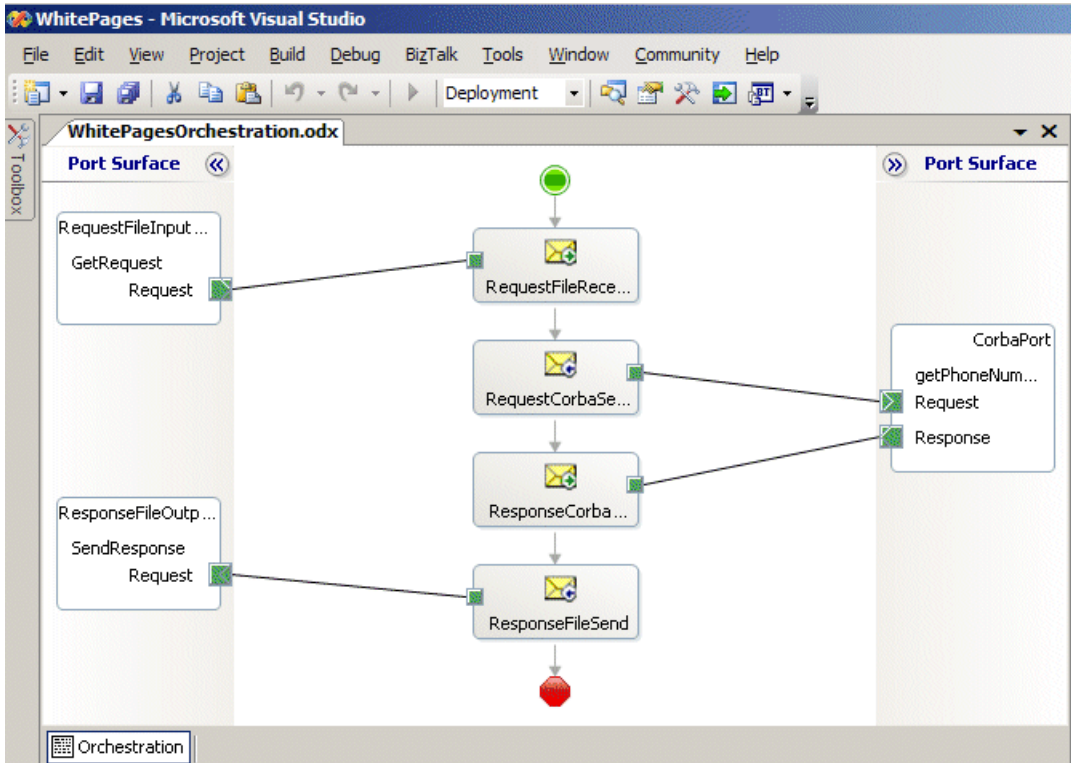 WhitePages - Microsoft Visual Studio
File Edit View Project Build Debug BizTalk Tools Window Community Help
Deployment
Toolbox
WhitePagesOrchestration.odx
Port Surface
Port Surface
RequestFileInput...
GetRequest
Request
RequestFileRece...
CorbaPort
getPhoneNum...
Request
Response
RequestCorbaSe...
ResponseCorba...
ResponseFileOutp...
SendResponse
Request
ResponseFileSend
Orchestration